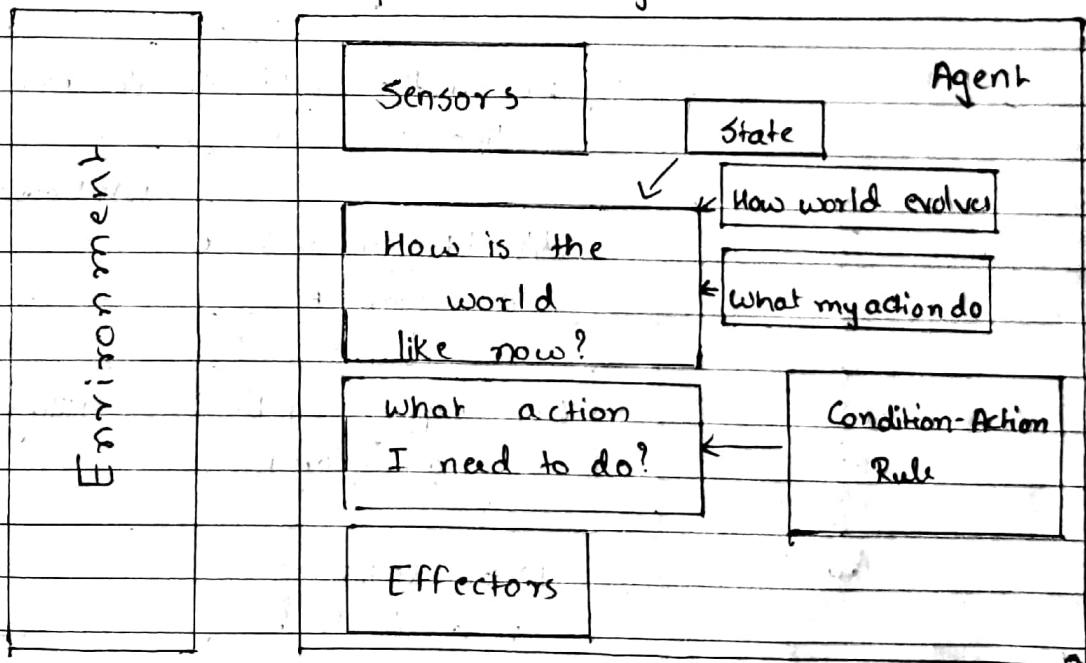 Environment
Sensors
Agent
State
How world evolves
How is the
world
like now?
What my action do
What action
I need to do?
Condition-Action
Rule
Effectors